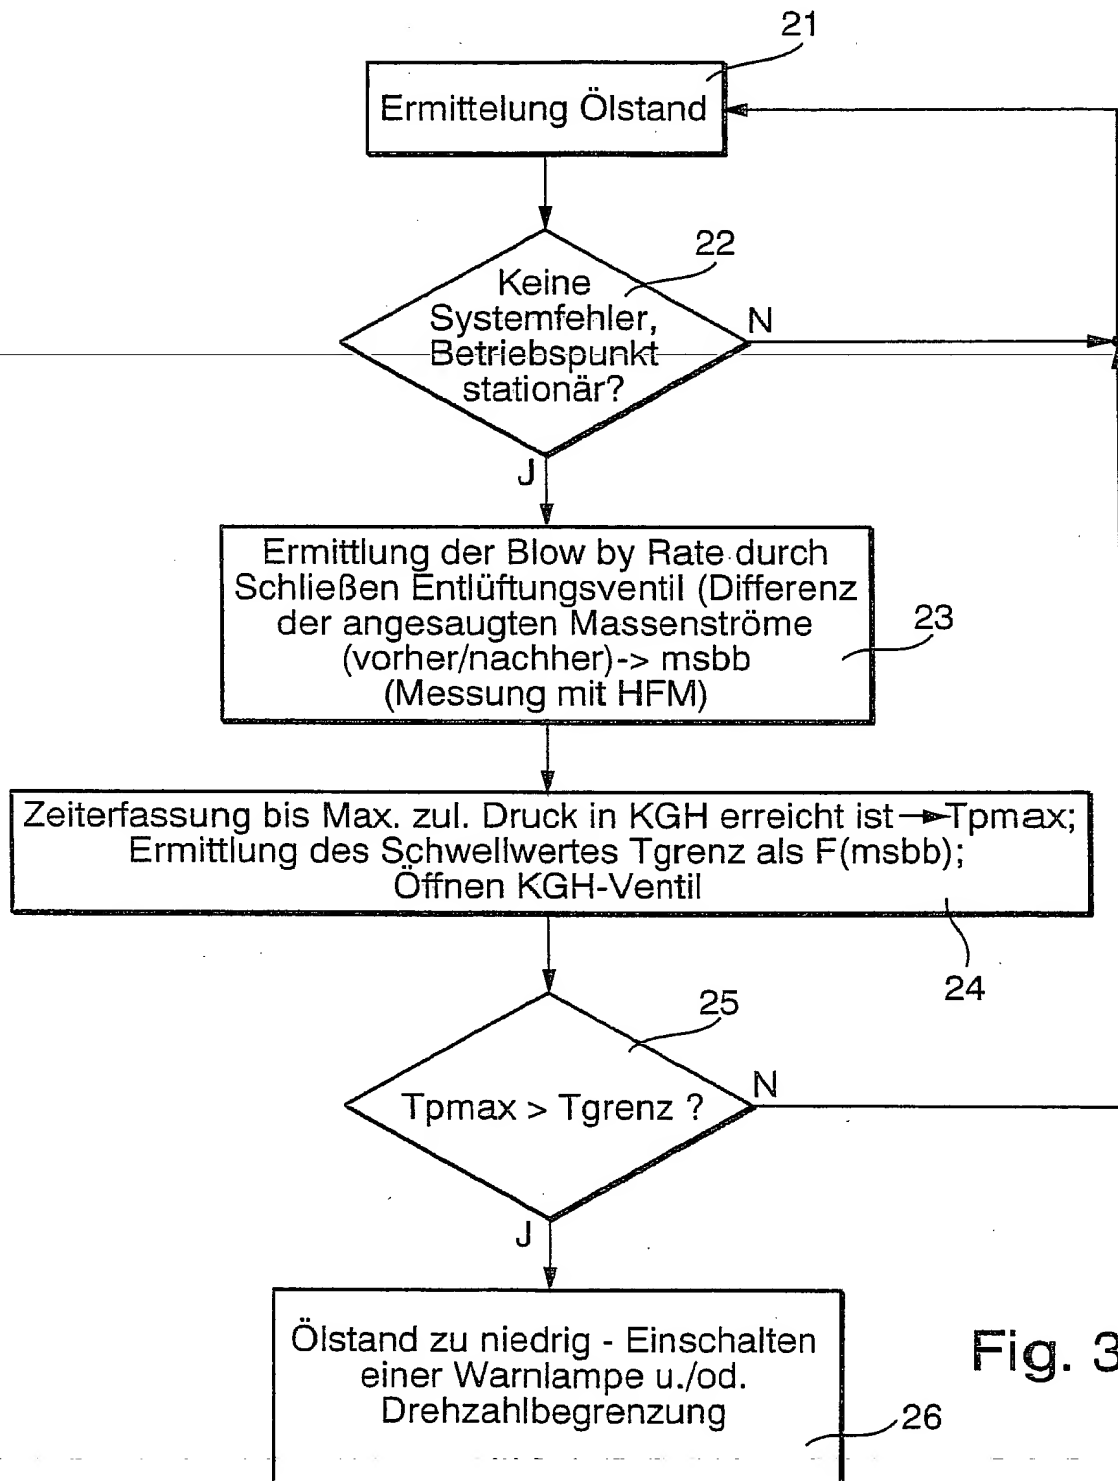 21
Ermittelung Ölstand
22
Keine
Systemfehler,
Betriebspunkt
stationär?
N
J
Ermittlung der Blow by Rate durch
Schließen Entlüftungsventil (Differenz
der angesaugten Massenströme
(vorher/nachher)-> msbb
(Messung mit HFM)
23
Zeiterfassung bis Max. zul. Druck in KGH erreicht ist→Tpmax;
Ermittlung des Schwellwertes Tgrenz als F(msbb);
Öffnen KGH-Ventil
24
25
Tpmax > Tgrenz ?
N
J
Ölstand zu niedrig - Einschalten
einer Warnlampe u./od.
Drehzahlbegrenzung
26
Fig. 3